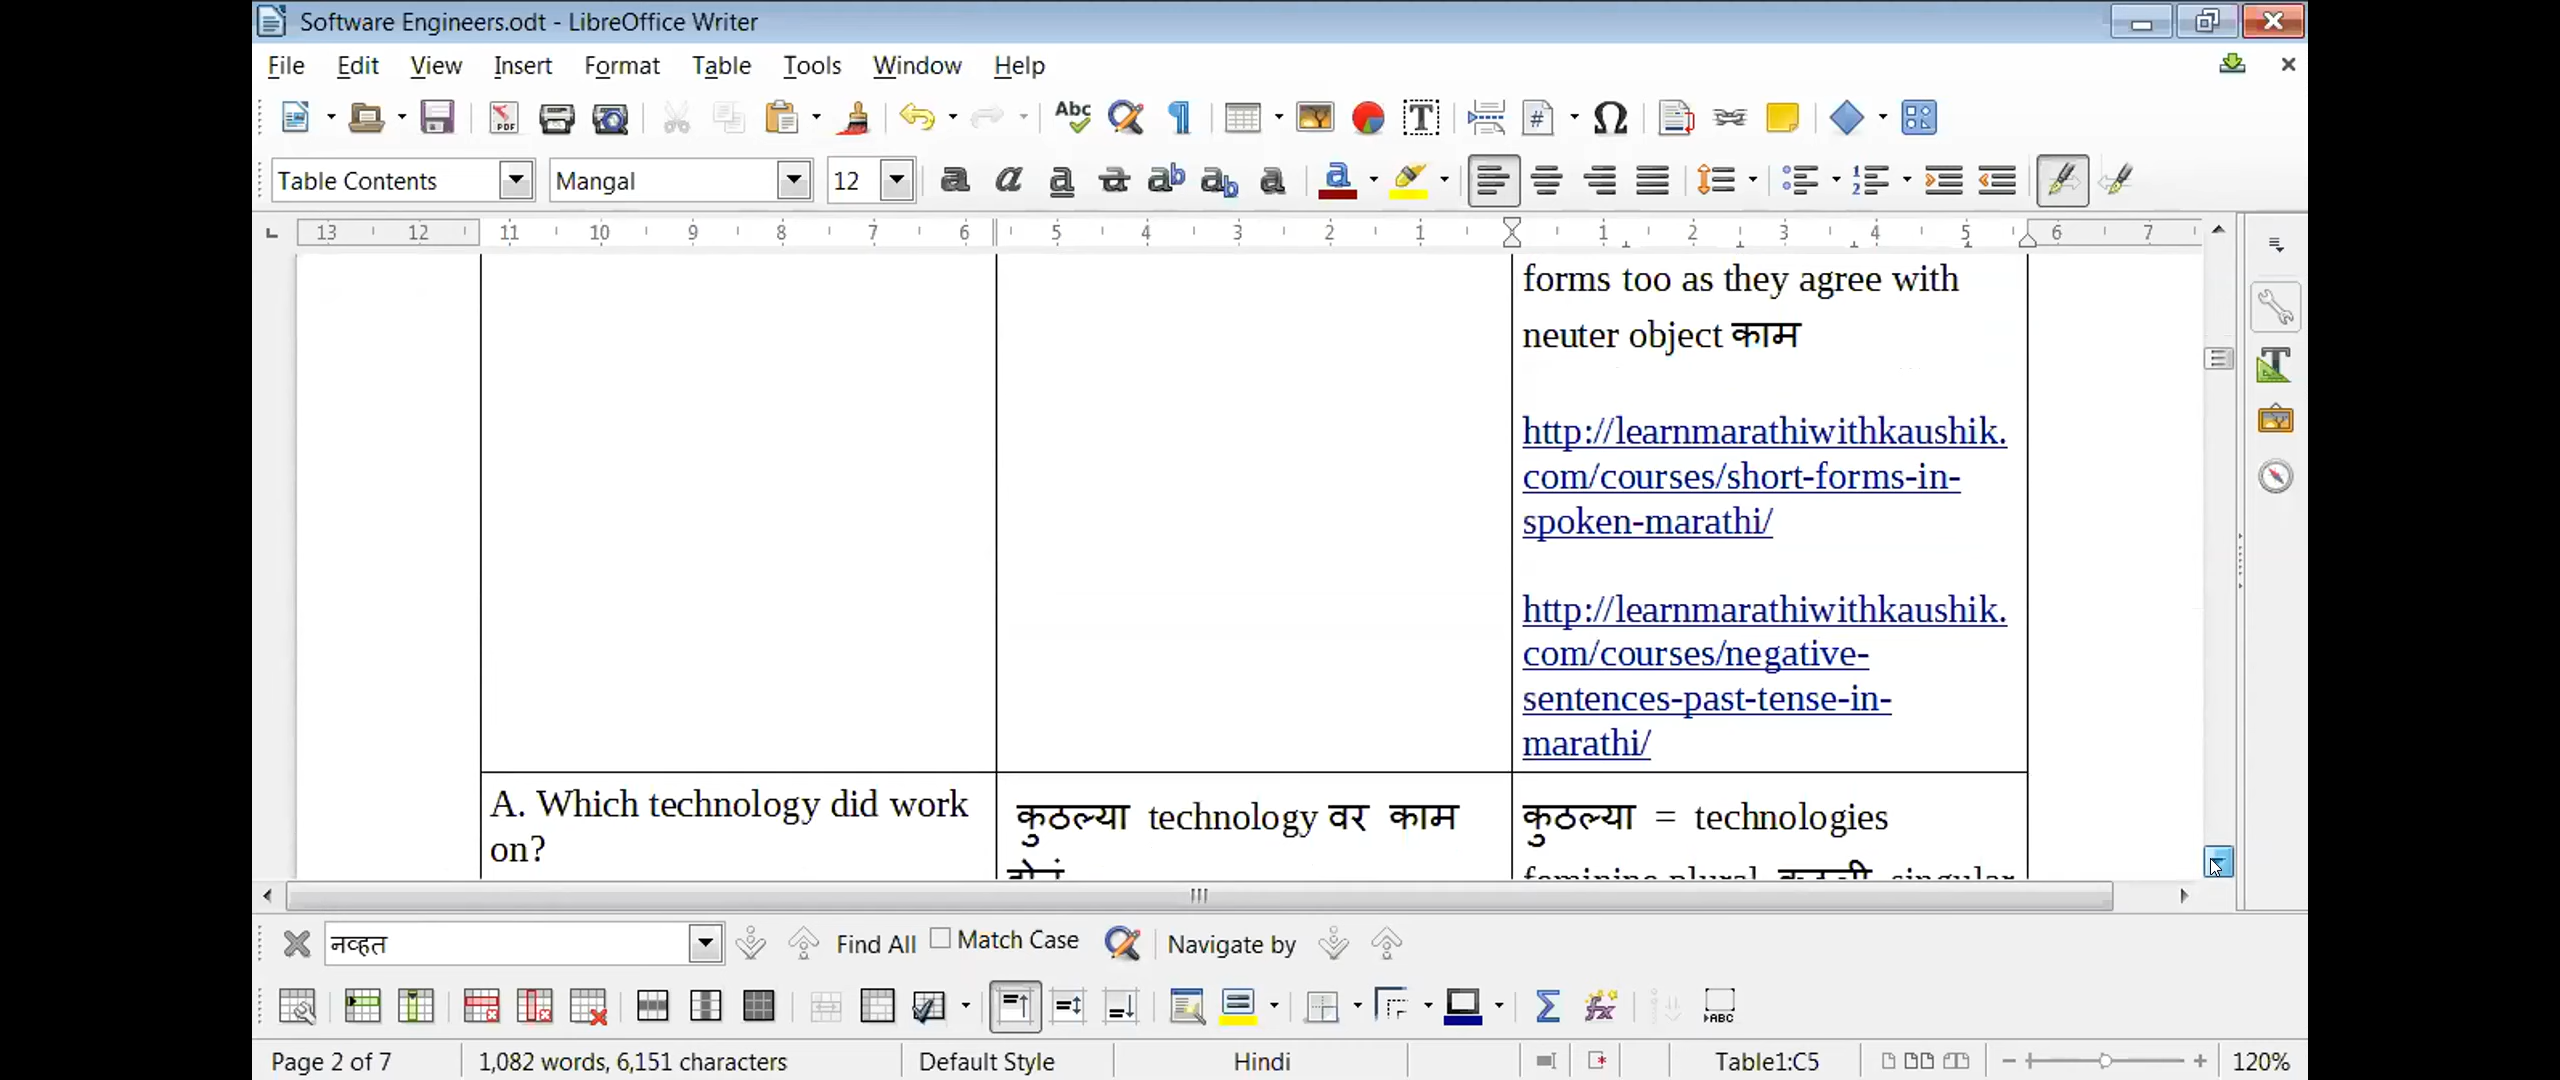 Software Engineers.odt - LibreOffice Writer
File Edit View Insert Format Table Tools Window Help
Table Contents Mangal 12
13 12 11 10 9 8 7 6 5 4 3 2 1 1 2 3 4 5 6 7
forms too as they agree with
neuter object काम
http://learnmarathiwithkaushik.
com/courses/short-forms-in-
spoken-marathi/
http://learnmarathiwithkaushik.
com/courses/negative-
sentences-past-tense-in-
marathi/
A. Which technology did work
on?
कुठल्या technology वर काम
कुठल्या = technologies
feminine plural कुठली singular
नव्हत Find All Match Case Navigate by
Page 2 of 7 1,082 words, 6,151 characters Default Style Hindi Table1:C5 120%